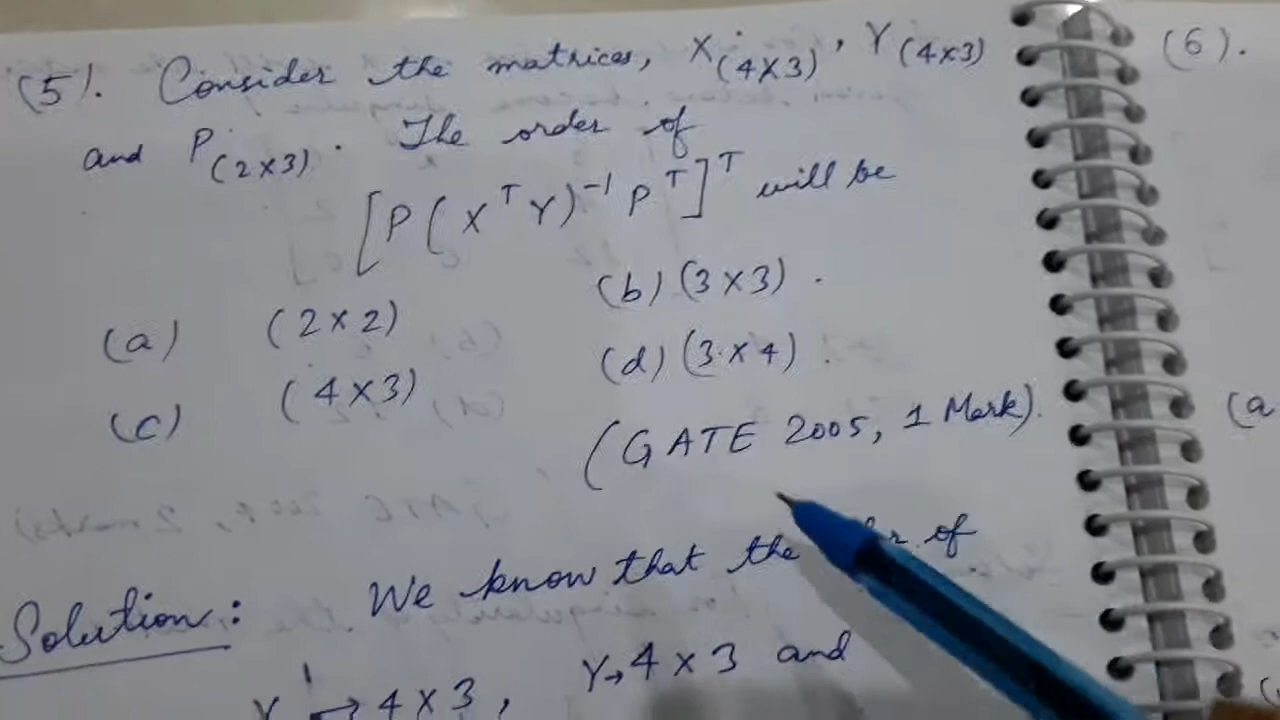 (5). Consider the matrices, X(4×3), Y(4×3)
and P(2×3). The order of
[P(XᵀY)⁻¹Pᵀ]ᵀ will be
(a) (2×2) (b) (3×3).
(c) (4×3) (d) (3×4).
(GATE 2005, 1 Mark).
Solution: We know that the of
X → 4×3, Y→4×3 and
(6).
(a